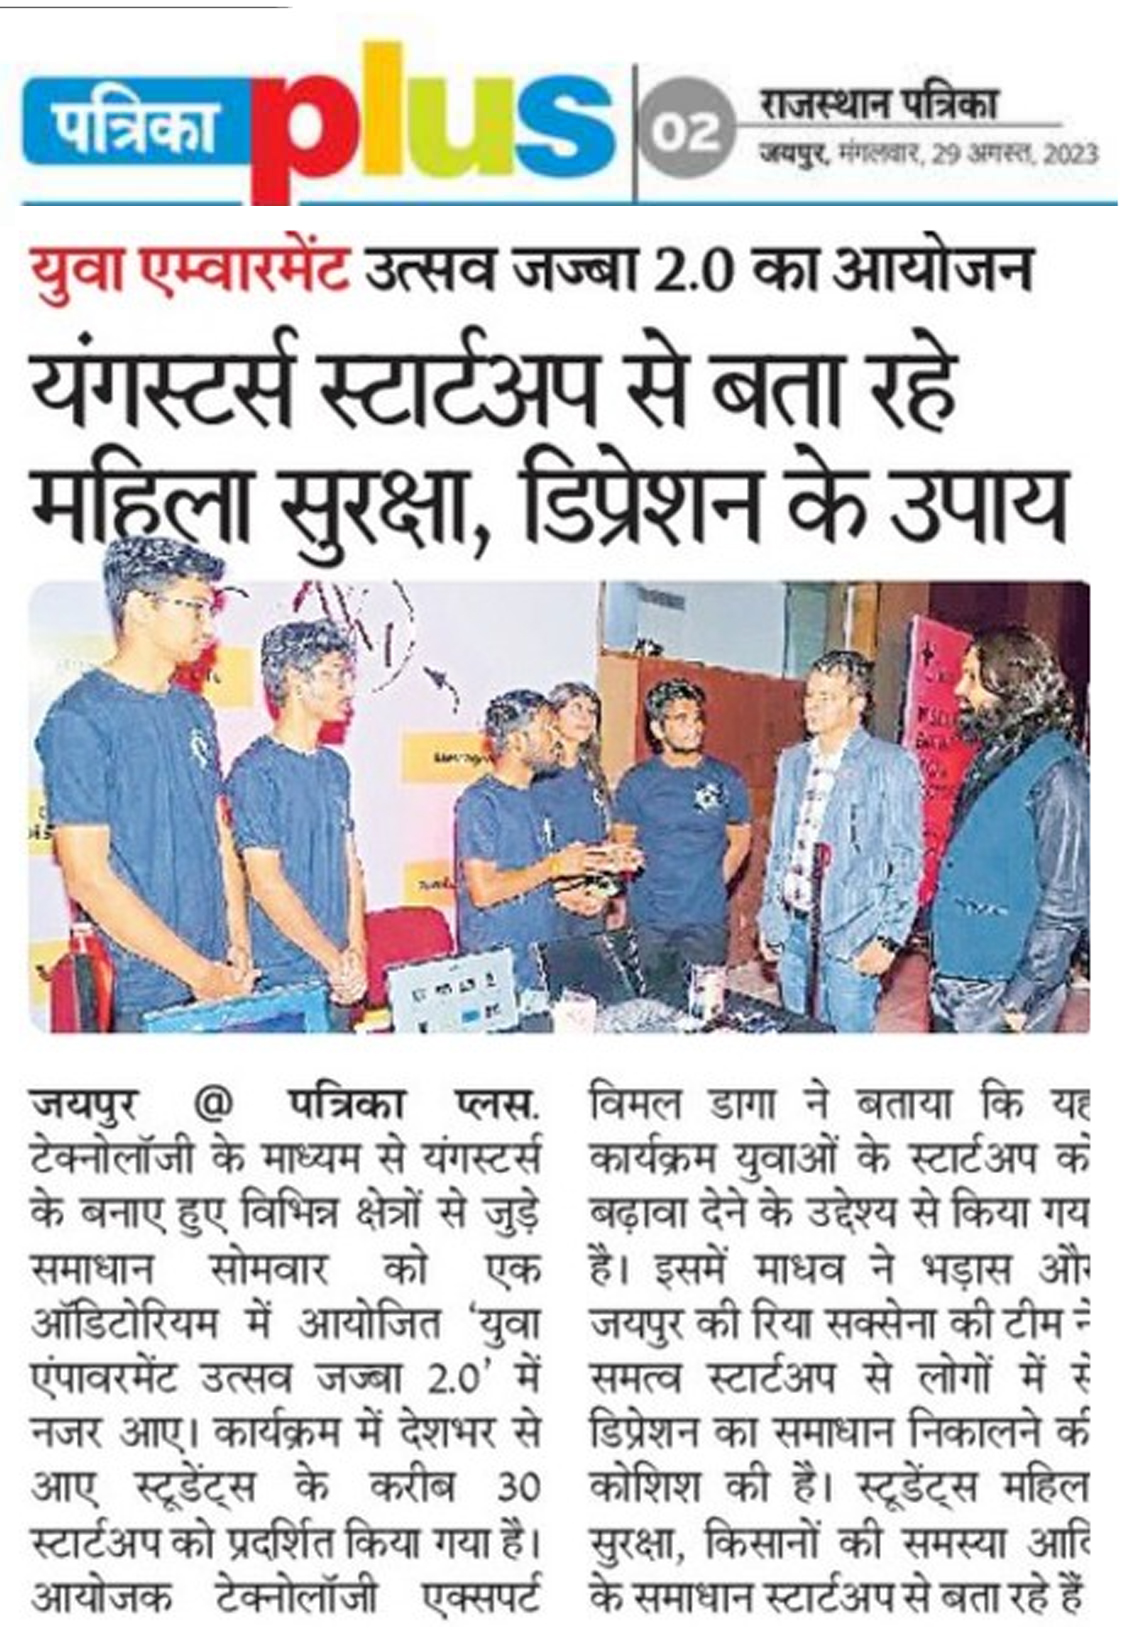 पत्रिका plus
02
राजस्थान पत्रिका
जयपुर, मंगलवार, 29 अगस्त, 2023
युवा एम्वारमेंट उत्सव जज्बा 2.0 का आयोजन
यंगस्टर्स स्टार्टअप से बता रहे
महिला सुरक्षा, डिप्रेशन के उपाय
जयपुर @ पत्रिका प्लस.
टेक्नोलॉजी के माध्यम से यंगस्टर्स
के बनाए हुए विभिन्न क्षेत्रों से जुड़े
समाधान सोमवार को एक
ऑडिटोरियम में आयोजित ‘युवा
एंपावरमेंट उत्सव जज्बा 2.0’ में
नजर आए। कार्यक्रम में देशभर से
आए स्टूडेंट्स के करीब 30
स्टार्टअप को प्रदर्शित किया गया है।
आयोजक टेक्नोलॉजी एक्सपर्ट
विमल डागा ने बताया कि यह
कार्यक्रम युवाओं के स्टार्टअप को
बढ़ावा देने के उद्देश्य से किया गय
है। इसमें माधव ने भड़ास और
जयपुर की रिया सक्सेना की टीम ने
समत्व स्टार्टअप से लोगों में से
डिप्रेशन का समाधान निकालने की
कोशिश की है। स्टूडेंट्स महिल
सुरक्षा, किसानों की समस्या आदि
के समाधान स्टार्टअप से बता रहे हैं